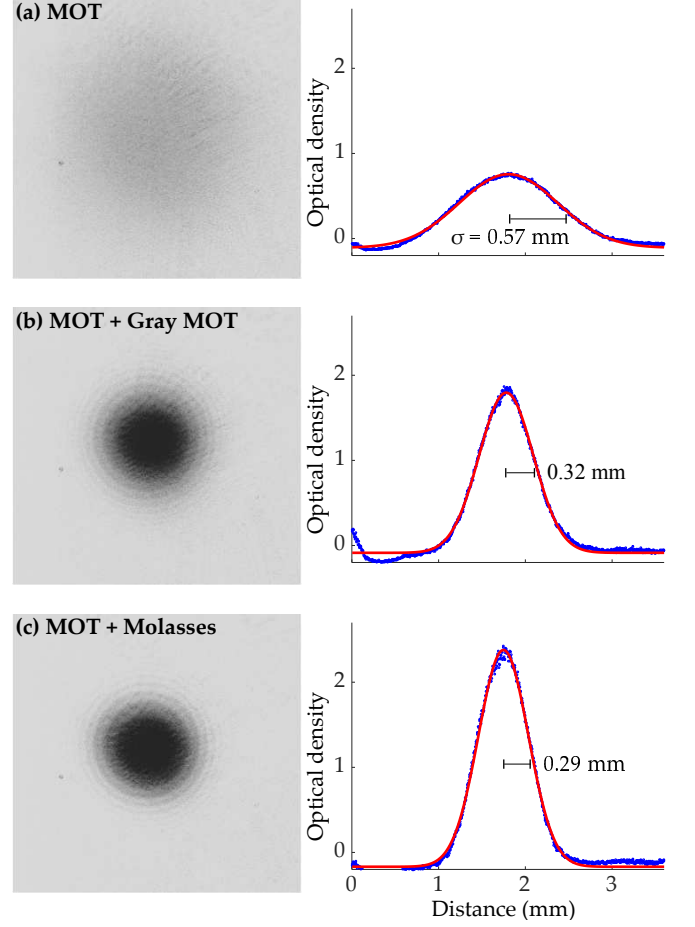 (a) MOT
Optical density
2
1
0
σ = 0.57 mm
(b) MOT + Gray MOT
Optical density
2
1
0
0.32 mm
(c) MOT + Molasses
Optical density
2
1
0
0.29 mm
0 1 2 3
Distance (mm)